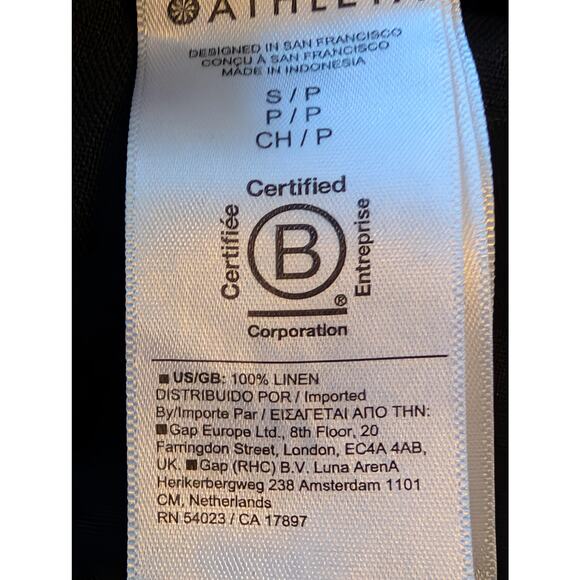 ATHLETA
DESIGNED IN SAN FRANCISCO
CONÇU À SAN FRANCISCO
MADE IN INDONESIA
S / P
P / P
CH / P
Certified
Certifiée
B
Entreprise
®
Corporation
■ US/GB: 100% LINEN
DISTRIBUIDO POR / Imported
By/Importe Par / ΕΙΣΑΓΕΤΑΙ ΑΠΟ ΤΗΝ:
■Gap Europe Ltd., 8th Floor, 20
Farringdon Street, London, EC4A 4AB,
UK. ■Gap (RHC) B.V. Luna ArenA
Herikerbergweg 238 Amsterdam 1101
CM, Netherlands
RN 54023 / CA 17897